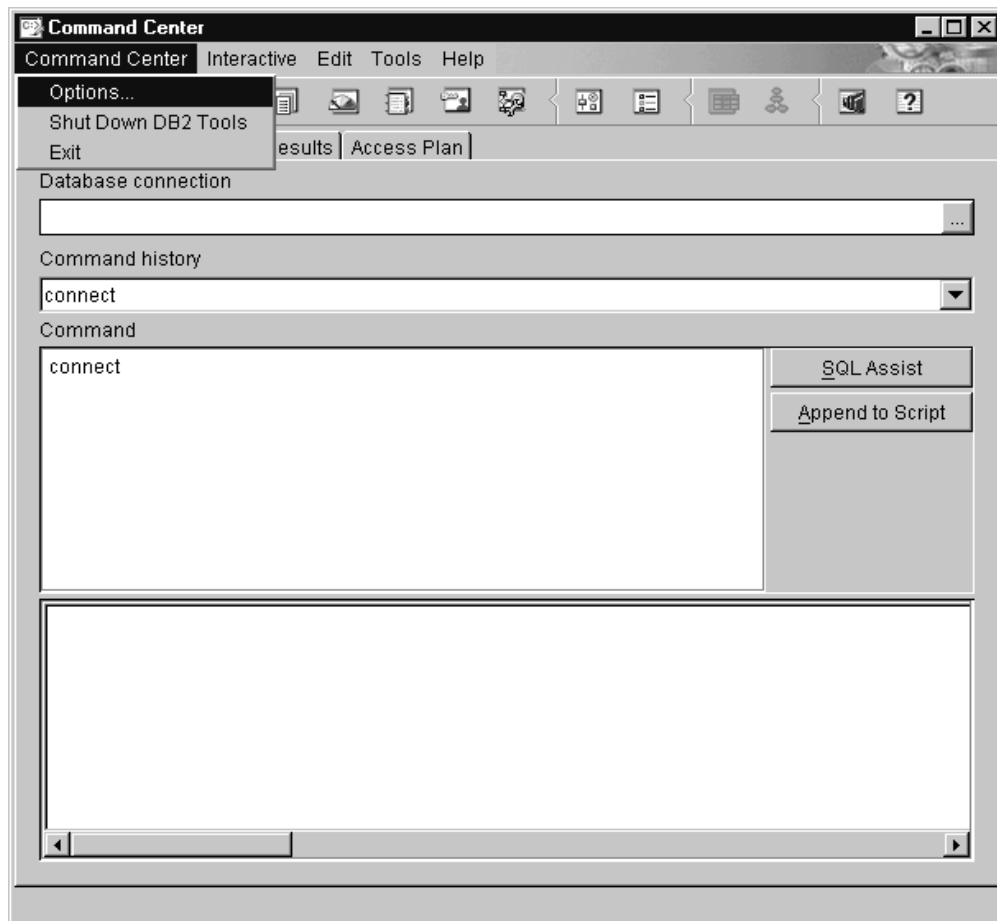 Command Center
Command Center Interactive Edit Tools Help
Options...
Shut Down DB2 Tools
Exit
esults Access Plan
Database connection
...
Command history
connect
Command
connect
SQL Assist
Append to Script